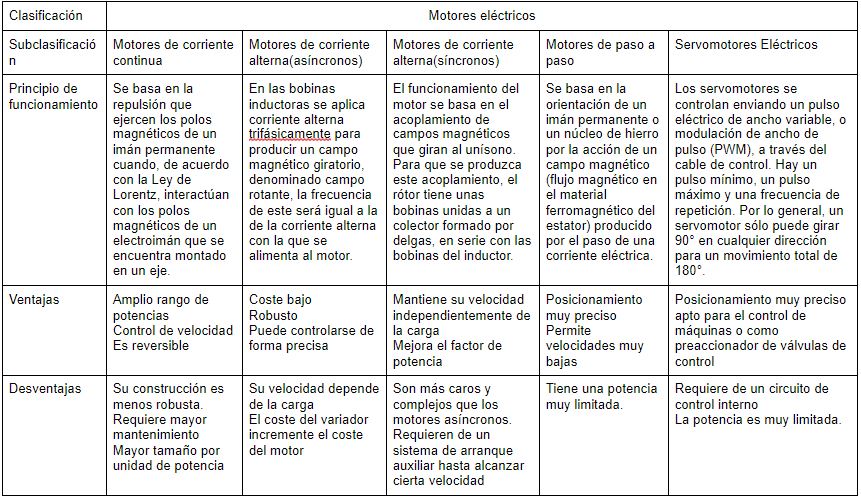 Clasificación
Motores eléctricos
Subclasificació
n
Motores de corriente
continua
Motores de corriente
alterna(asíncronos)
Motores de corriente
alterna(síncronos)
Motores de paso a
paso
Servomotores Eléctricos
Principio de
funcionamiento
Se basa en la
repulsión que
ejercen los polos
magnéticos de un
imán permanente
cuando, de acuerdo
con la Ley de
Lorentz, interactúan
con los polos
magnéticos de un
electroimán que se
encuentra montado
en un eje.
En las bobinas
inductoras se aplica
corriente alterna
trifásicamente para
producir un campo
magnético giratorio,
denominado campo
rotante, la frecuencia
de este será igual a la
de la corriente alterna
con la que se
alimenta al motor.
El funcionamiento del
motor se basa en el
acoplamiento de
campos magnéticos
que giran al unísono.
Para que se produzca
este acoplamiento, el
rótor tiene unas
bobinas unidas a un
colector formado por
delgas, en serie con las
bobinas del inductor.
Se basa en la
orientación de un
imán permanente o
un núcleo de hierro
por la acción de un
campo magnético
(flujo magnético en
el material
ferromagnético del
estator) producido
por el paso de una
corriente eléctrica.
Los servomotores se
controlan enviando un pulso
eléctrico de ancho variable, o
modulación de ancho de
pulso (PWM), a través del
cable de control. Hay un
pulso mínimo, un pulso
máximo y una frecuencia de
repetición. Por lo general, un
servomotor sólo puede girar
90° en cualquier dirección
para un movimiento total de
180°.
Ventajas
Amplio rango de
potencias
Control de velocidad
Es reversible
Coste bajo
Robusto
Puede controlarse de
forma precisa
Mantiene su velocidad
independientemente de
la carga
Mejora el factor de
potencia
Posicionamiento
muy preciso
Permite
velocidades muy
bajas
Posicionamiento muy preciso
apto para el control de
máquinas o como
preaccionador de válvulas de
control
Desventajas
Su construcción es
menos robusta.
Requiere mayor
mantenimiento
Mayor tamaño por
unidad de potencia
Su velocidad depende
de la carga
El coste del variador
incremente el coste
del motor
Son más caros y
complejos que los
motores asíncronos.
Requieren de un
sistema de arranque
auxiliar hasta alcanzar
cierta velocidad
Tiene una potencia
muy limitada.
Requiere de un circuito de
control interno
La potencia es muy limitada.